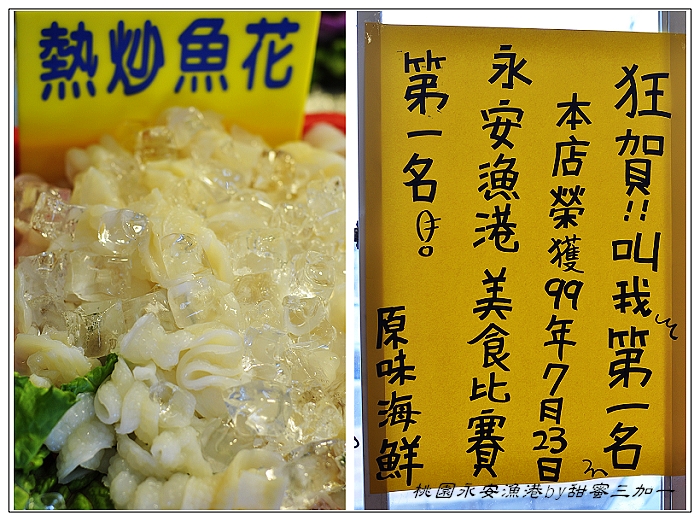 熱炒魚花
狂賀!!叫我第一名
本店榮獲99年7月23日
永安漁港 美食比賽
第一名
原味海鮮
桃園永安漁港by甜蜜三加一